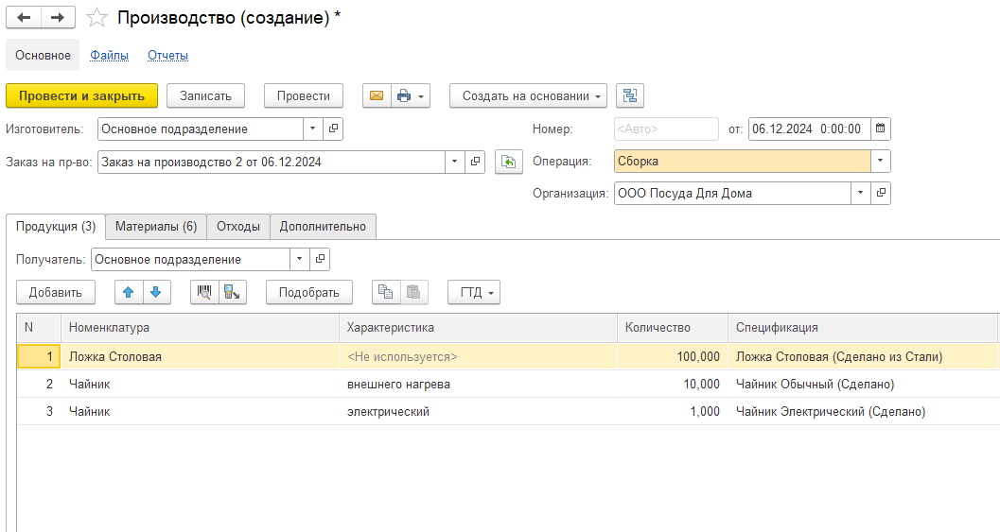 Производство (создание) *
Основное Файлы Отчеты
Провести и закрыть Записать Провести Создать на основании
Изготовитель: Основное подразделение Номер: <Авто> от: 06.12.2024 0:00:00
Заказ на пр-во: Заказ на производство 2 от 06.12.2024 Операция: Сборка
Организация: ООО Посуда Для Дома
Продукция (3) Материалы (6) Отходы Дополнительно
Получатель: Основное подразделение
Добавить Подобрать ГТД
N Номенклатура Характеристика Количество Спецификация
1 Ложка Столовая <Не используется> 100,000 Ложка Столовая (Сделано из Стали)
2 Чайник внешнего нагрева 10,000 Чайник Обычный (Сделано)
3 Чайник электрический 1,000 Чайник Электрический (Сделано)